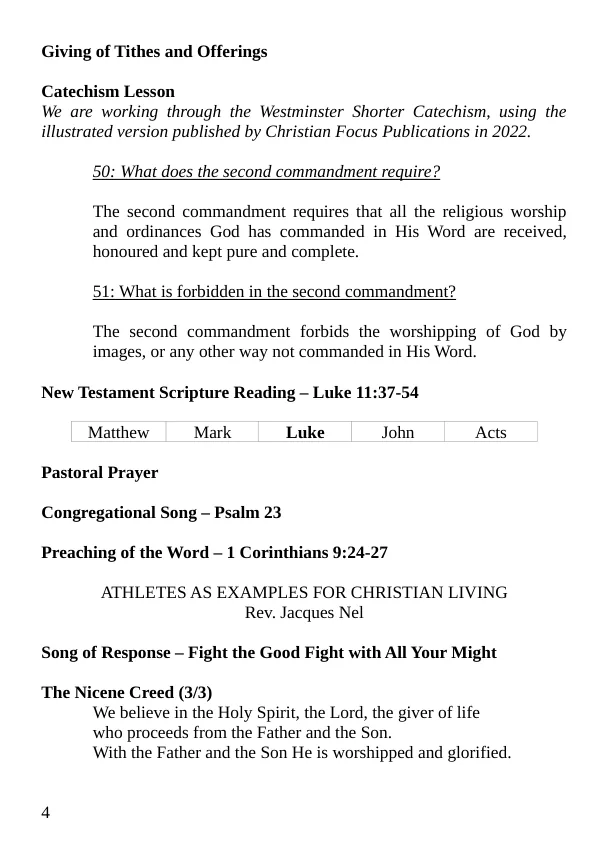 Giving of Tithes and Offerings
Catechism Lesson
We are working through the Westminster Shorter Catechism, using the
illustrated version published by Christian Focus Publications in 2022.
50: What does the second commandment require?
The second commandment requires that all the religious worship
and ordinances God has commanded in His Word are received,
honoured and kept pure and complete.
51: What is forbidden in the second commandment?
The second commandment forbids the worshipping of God by
images, or any other way not commanded in His Word.
New Testament Scripture Reading – Luke 11:37-54
Matthew Mark Luke John Acts
Pastoral Prayer
Congregational Song – Psalm 23
Preaching of the Word – 1 Corinthians 9:24-27
ATHLETES AS EXAMPLES FOR CHRISTIAN LIVING
Rev. Jacques Nel
Song of Response – Fight the Good Fight with All Your Might
The Nicene Creed (3/3)
We believe in the Holy Spirit, the Lord, the giver of life
who proceeds from the Father and the Son.
With the Father and the Son He is worshipped and glorified.
4